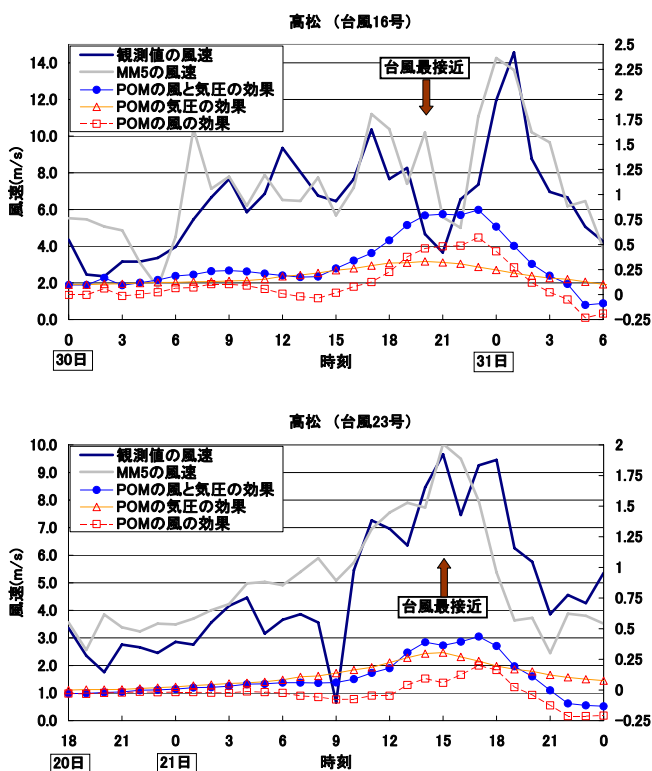 高松 (台風16号)
観測値の風速
MM5の風速
POMの風と気圧の効果
POMの気圧の効果
POMの風の効果
台風最接近
風速(m/s)
14.0
12.0
10.0
8.0
6.0
4.0
2.0
0.0
2.5
2.25
2
1.75
1.5
1.25
1
0.75
0.5
0.25
0
-0.25
30 3 6 9 12 15 18 21 0 3 6
時刻
30日 31日
高松 (台風23号)
観測値の風速
MM5の風速
POMの風と気圧の効果
POMの気圧の効果
POMの風の効果
台風最接近
風速(m/s)
10.0
9.0
8.0
7.0
6.0
5.0
4.0
3.0
2.0
1.0
0.0
2
1.75
1.5
1.25
1
0.75
0.5
0.25
0
-0.25
18 21 0 3 6 9 12 15 18 21 0
時刻
20日 21日